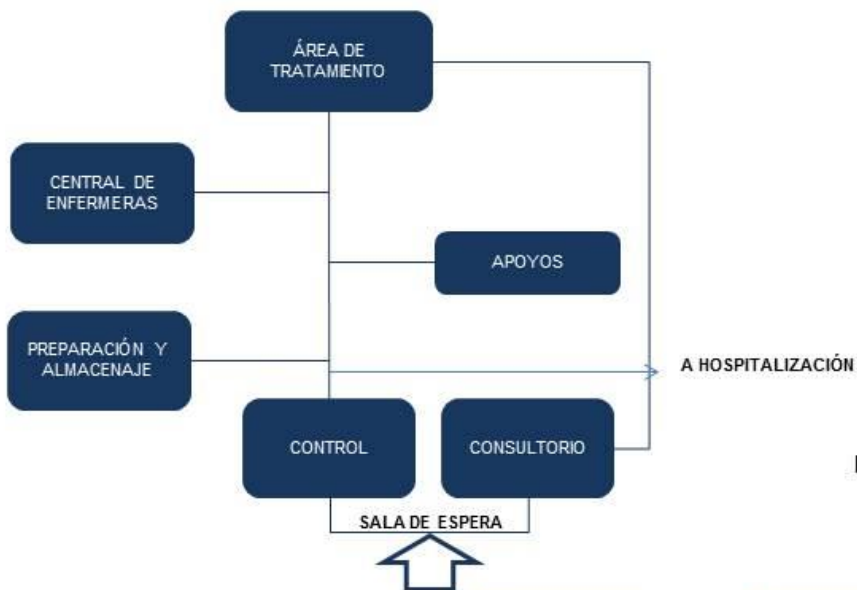 ÁREA DE
TRATAMIENTO
CENTRAL DE
ENFERMERAS
APOYOS
PREPARACIÓN Y
ALMACENAJE
A HOSPITALIZACIÓN
CONTROL
CONSULTORIO
SALA DE ESPERA